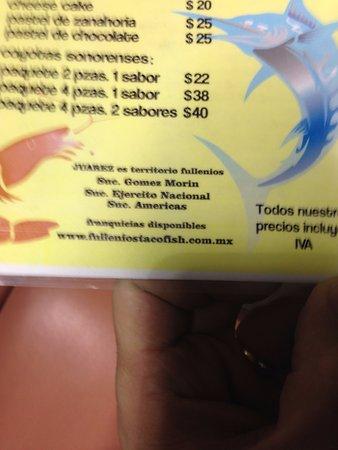 cheese cake $20
pastel de zanahoria $25
pastel de chocolate $25
coyotas sonorenses:
paquete 2 pzas. 1 sabor $22
paquete 4 pzas. 1 sabor $38
paquete 4 pzas. 2 sabores $40
JUAREZ es territorio fullenios
Suc. Gomez Morin
Suc. Ejercito Nacional
Suc. Americas
franquicias disponibles
www.fulleniostacofish.com.mx
Todos nuestr
precios incluy
IVA